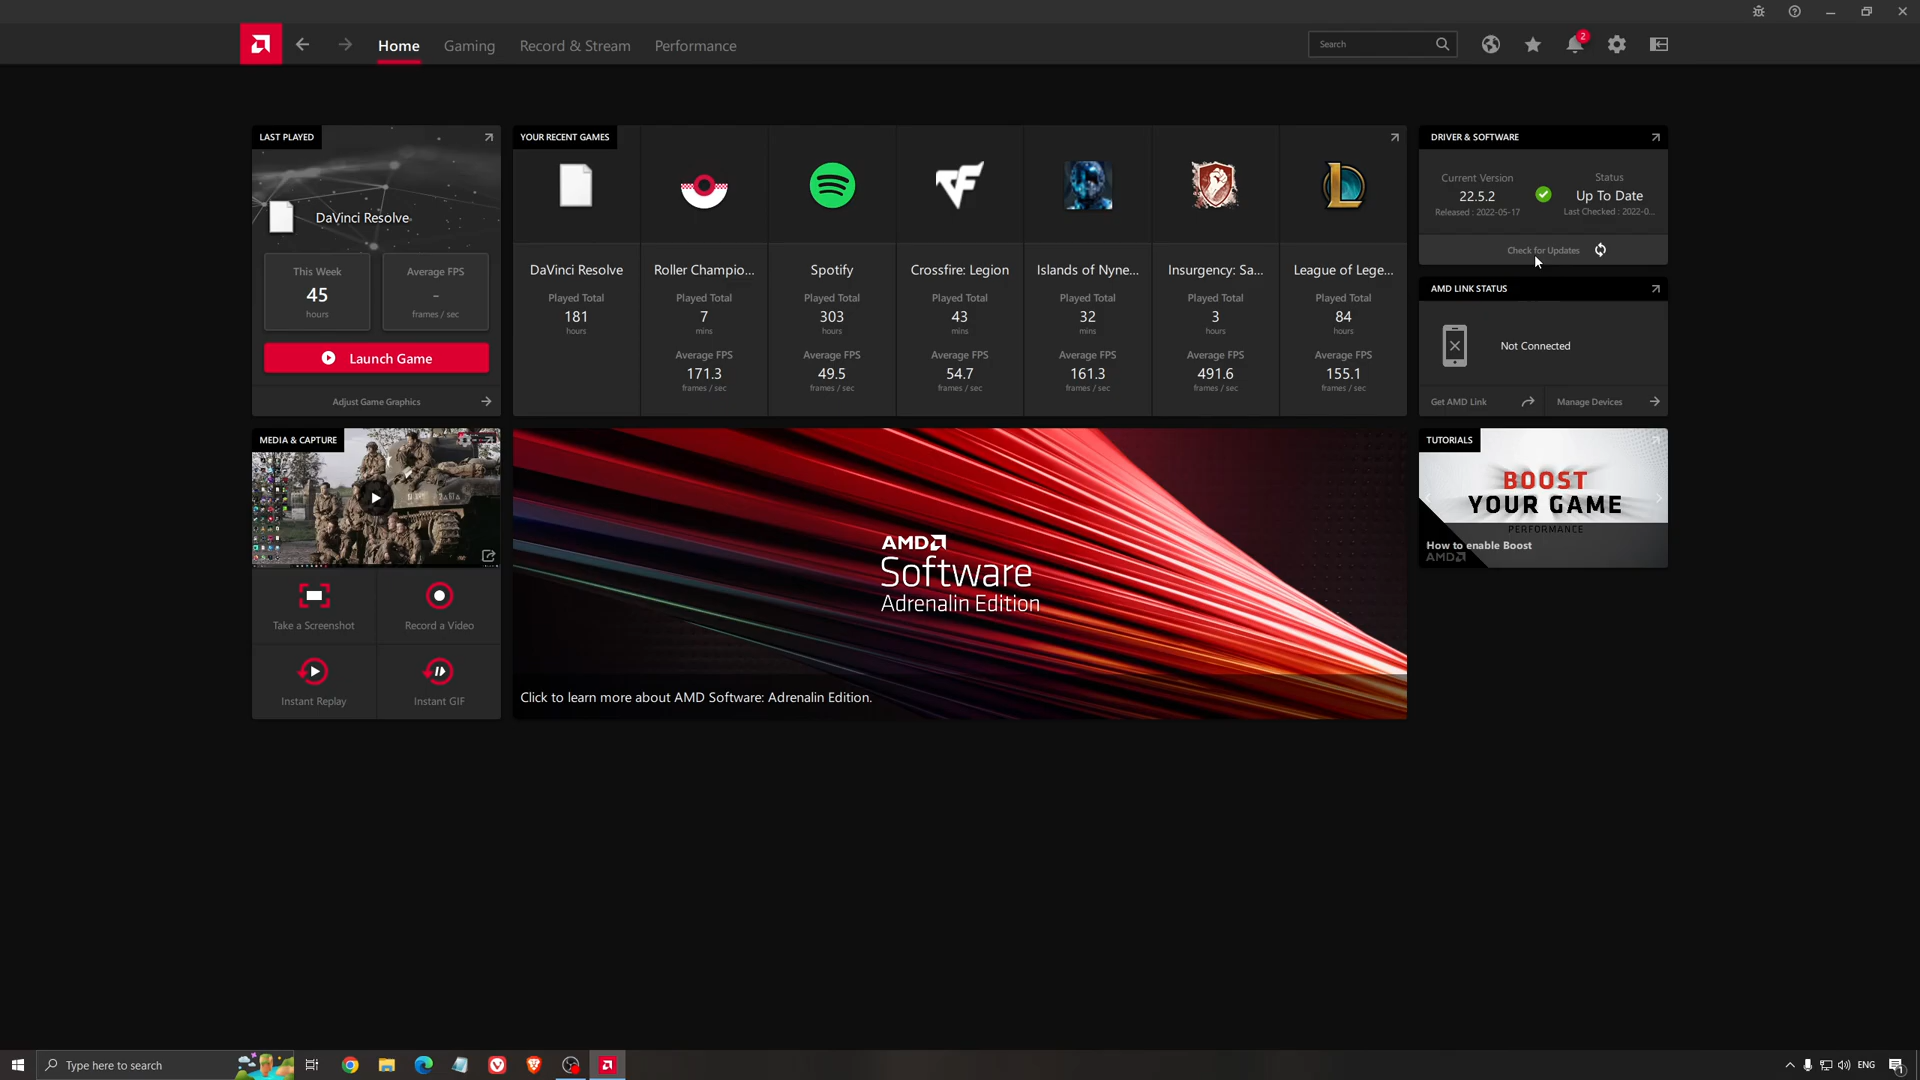 Home
Gaming
Record & Stream
Performance
Search
2
LAST PLAYED
DaVinci Resolve
This Week
45
hours
Average FPS
–
frames / sec
Launch Game
Adjust Game Graphics
YOUR RECENT GAMES
DaVinci Resolve
Played Total
181
hours
Roller Champio...
Played Total
7
mins
Average FPS
171.3
frames / sec
Spotify
Played Total
303
hours
Average FPS
49.5
frames / sec
Crossfire: Legion
Played Total
43
mins
Average FPS
54.7
frames / sec
Islands of Nyne...
Played Total
32
mins
Average FPS
161.3
frames / sec
Insurgency: Sa...
Played Total
3
hours
Average FPS
491.6
frames / sec
League of Lege...
Played Total
84
hours
Average FPS
155.1
frames / sec
DRIVER & SOFTWARE
Current Version
22.5.2
Released : 2022-05-17
Status
Up To Date
Last Checked : 2022-0...
Check for Updates
AMD LINK STATUS
Not Connected
Get AMD Link
Manage Devices
MEDIA & CAPTURE
Take a Screenshot
Record a Video
Instant Replay
Instant GIF
AMD
Software
Adrenalin Edition
Click to learn more about AMD Software: Adrenalin Edition.
TUTORIALS
BOOST
YOUR GAME
PERFORMANCE
How to enable Boost
AMD
Type here to search
ENG
1